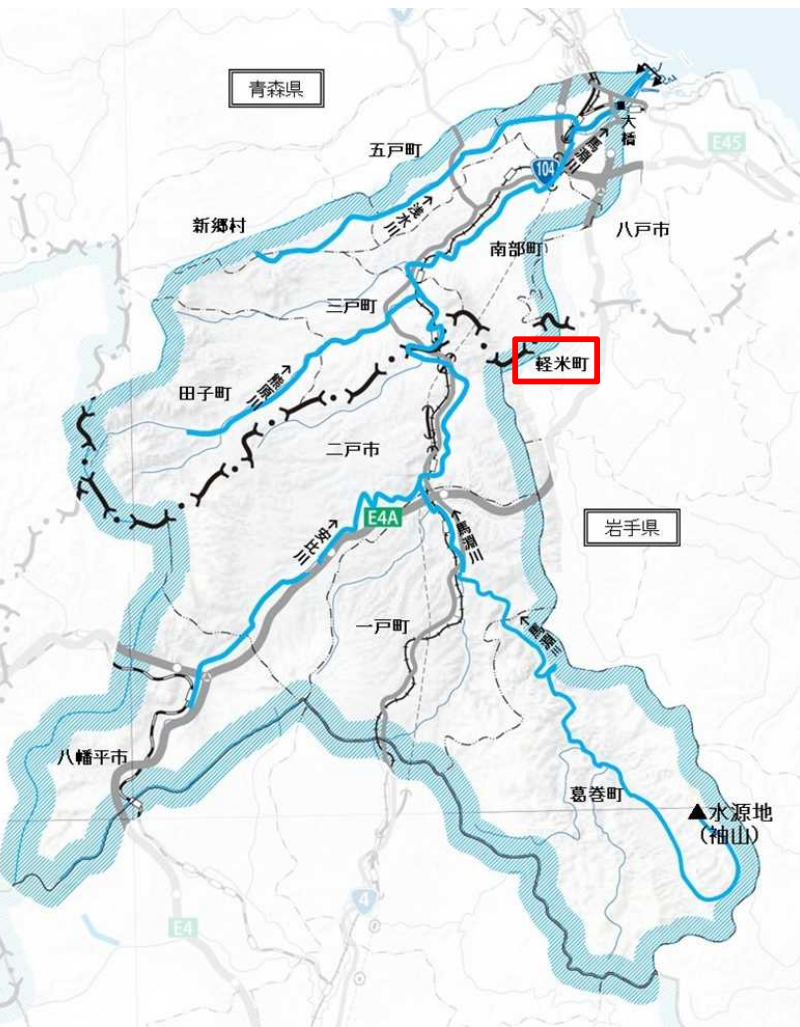 青森県
大橋
五戸町
E45
馬淵川
104
新郷村
浅水川
八戸市
南部町
三戸町
軽米町
熊原川
田子町
二戸市
E4A
岩手県
安比川
馬淵川
一戸町
馬淵川
八幡平市
葛巻町
▲水源地
(袖山)
4
E4